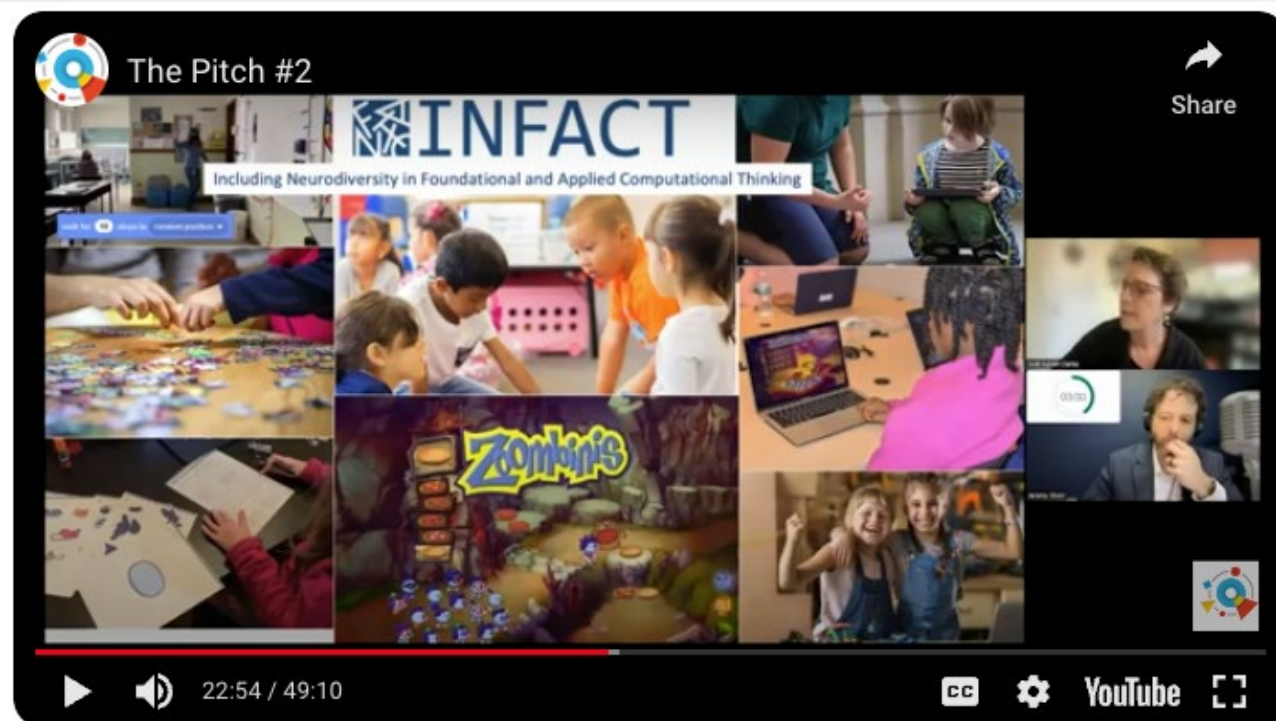 The Pitch #2
Share
INFACT
Including Neurodiversity in Foundational and Applied Computational Thinking
Zoombinis
03:00
22:54 / 49:10
CC
YouTube